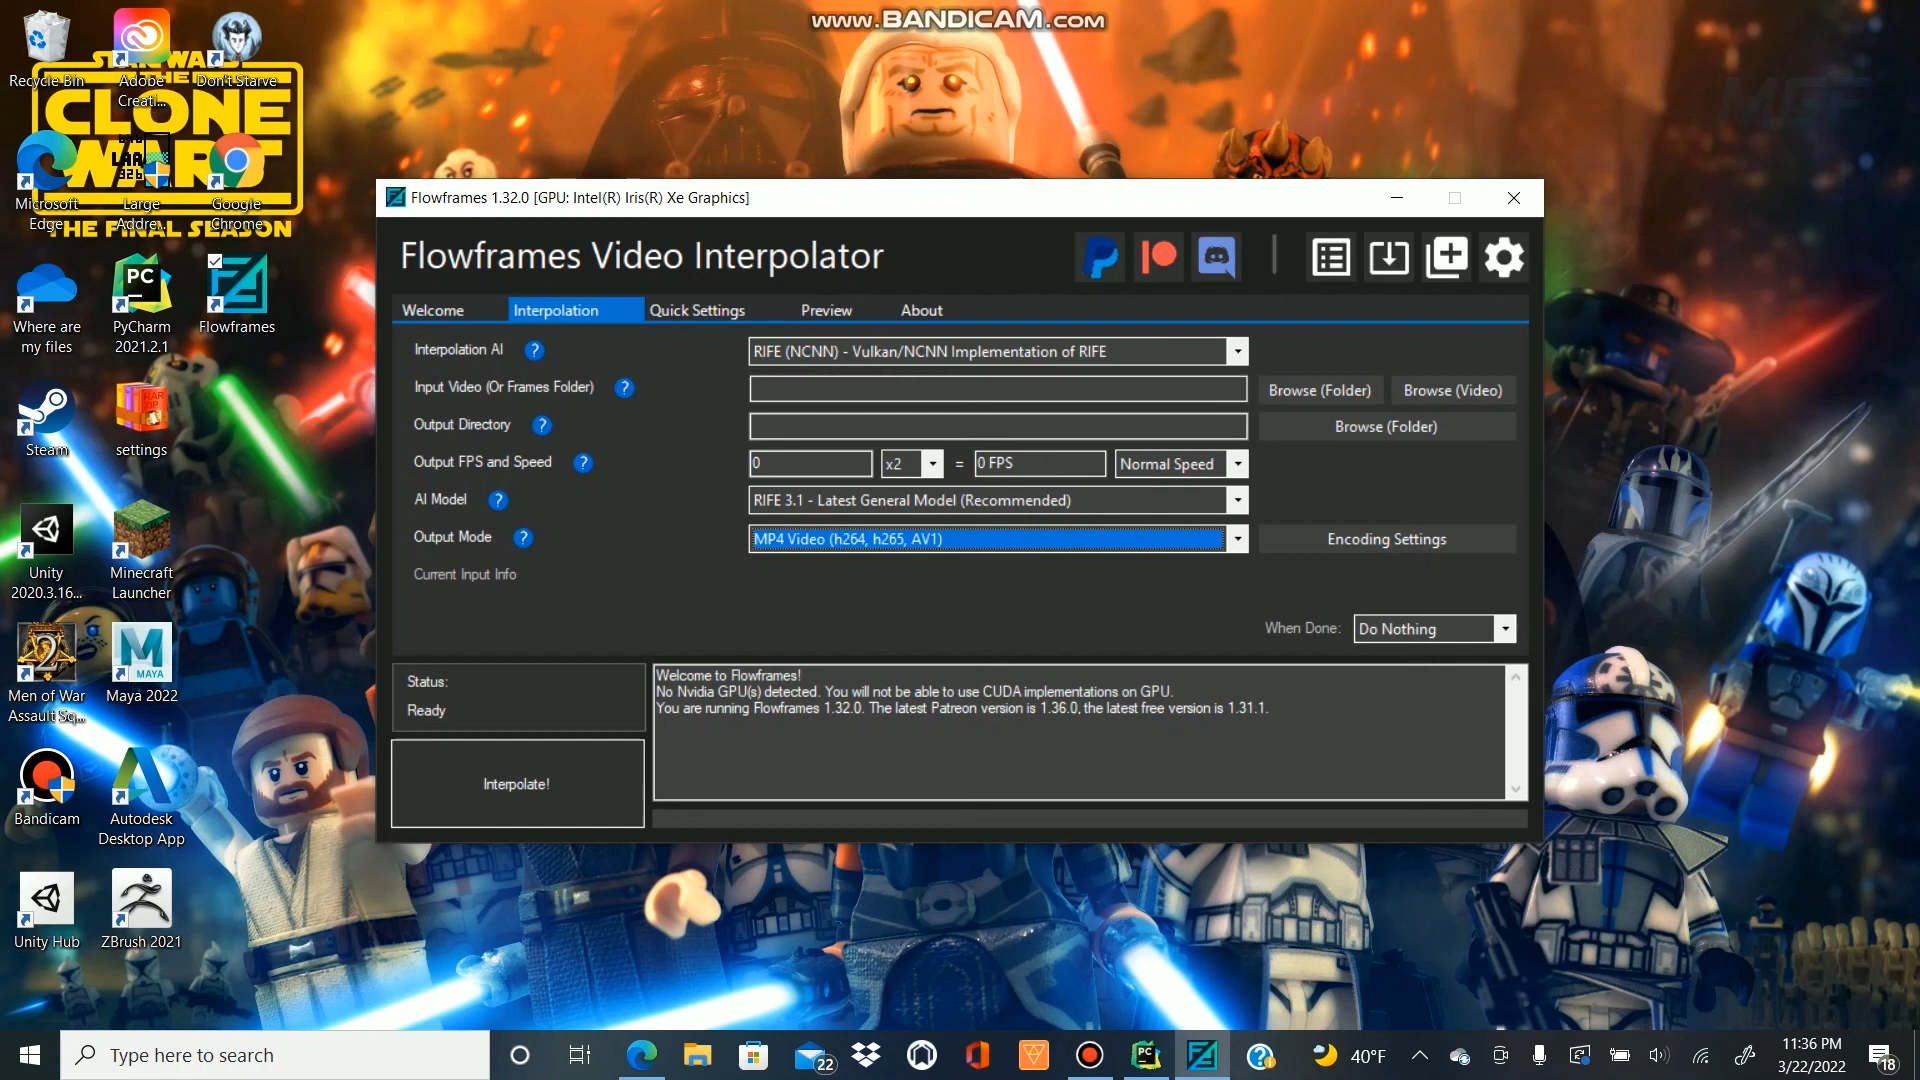 www.BANDICAM.com
Recycle Bin
Adobe
Creati...
Don't Starve
STAR WARS
THE
CLONE
WARS
THE FINAL SEASON
Microsoft
Edge
Large
Addre...
Google
Chrome
Where are
my files
PC
PyCharm
2021.2.1
Flowframes
Steam
settings
Unity
2020.3.16...
Minecraft
Launcher
2
Men of War
Assault Sq...
MAYA
Maya 2022
Bandicam
Autodesk
Desktop App
Unity Hub
ZBrush 2021
Flowframes 1.32.0 [GPU: Intel(R) Iris(R) Xe Graphics]
Flowframes Video Interpolator
Welcome
Interpolation
Quick Settings
Preview
About
Interpolation AI ?
RIFE (NCNN) - Vulkan/NCNN Implementation of RIFE
Input Video (Or Frames Folder) ?
Browse (Folder)
Browse (Video)
Output Directory ?
Browse (Folder)
Output FPS and Speed ?
0
x2
=
0 FPS
Normal Speed
AI Model ?
RIFE 3.1 - Latest General Model (Recommended)
Output Mode ?
MP4 Video (h264, h265, AV1)
Encoding Settings
Current Input Info
When Done:
Do Nothing
Status:
Ready
Interpolate!
Welcome to Flowframes!
No Nvidia GPU(s) detected. You will not be able to use CUDA implementations on GPU.
You are running Flowframes 1.32.0. The latest Patreon version is 1.36.0, the latest free version is 1.31.1.
Type here to search
22
PC
40°F
11:36 PM
3/22/2022
18